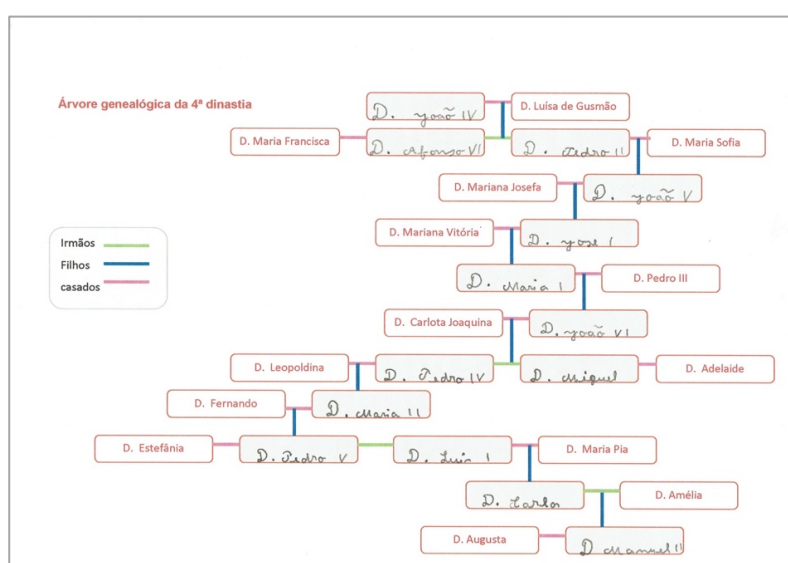 Árvore genealógica da 4ª dinastia
D. João IV
D. Luísa de Gusmão
D. Maria Francisca
D. Afonso VI
D. Pedro II
D. Maria Sofia
D. Mariana Josefa
D. João V
D. Mariana Vitória
D. José I
D. Maria I
D. Pedro III
D. Carlota Joaquina
D. João VI
D. Leopoldina
D. Pedro IV
D. Miguel
D. Adelaide
D. Fernando
D. Maria II
D. Estefânia
D. Pedro V
D. Luís I
D. Maria Pia
D. Carlos
D. Amélia
D. Augusta
D Manuel II
Irmãos
Filhos
casados